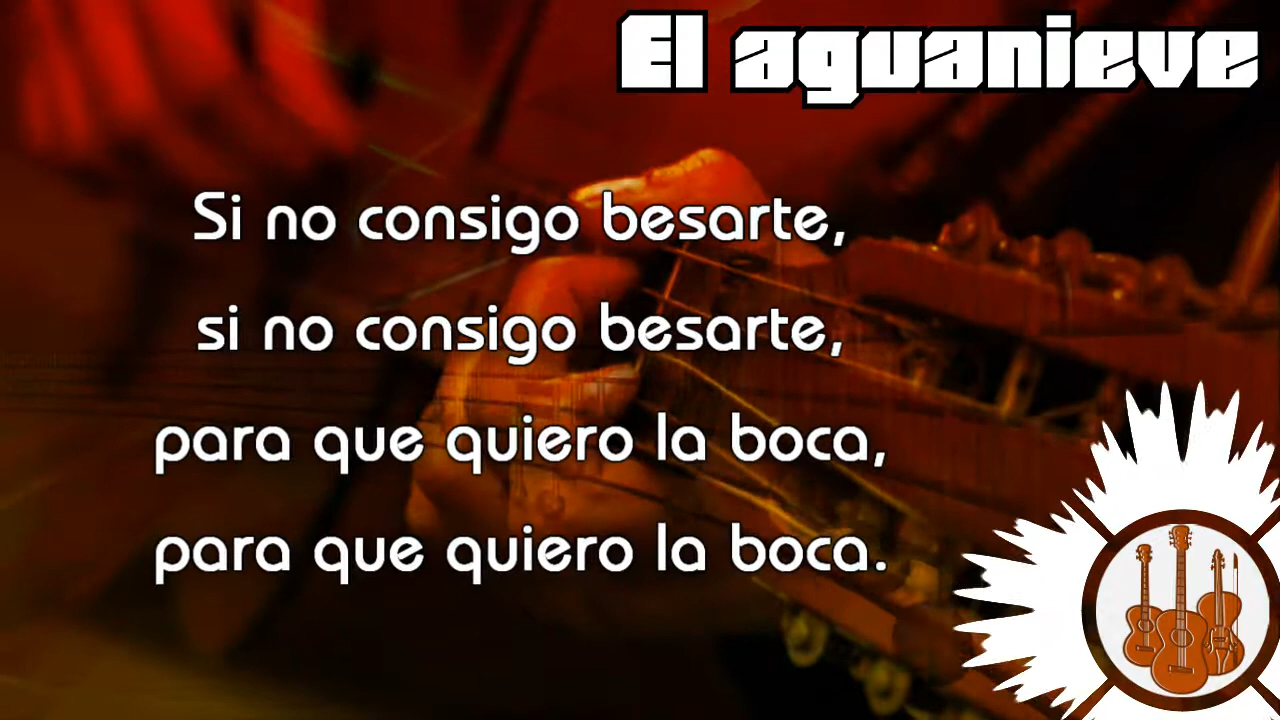 El aguanieve
Si no consigo besarte,
si no consigo besarte,
para que quiero la boca,
para que quiero la boca.